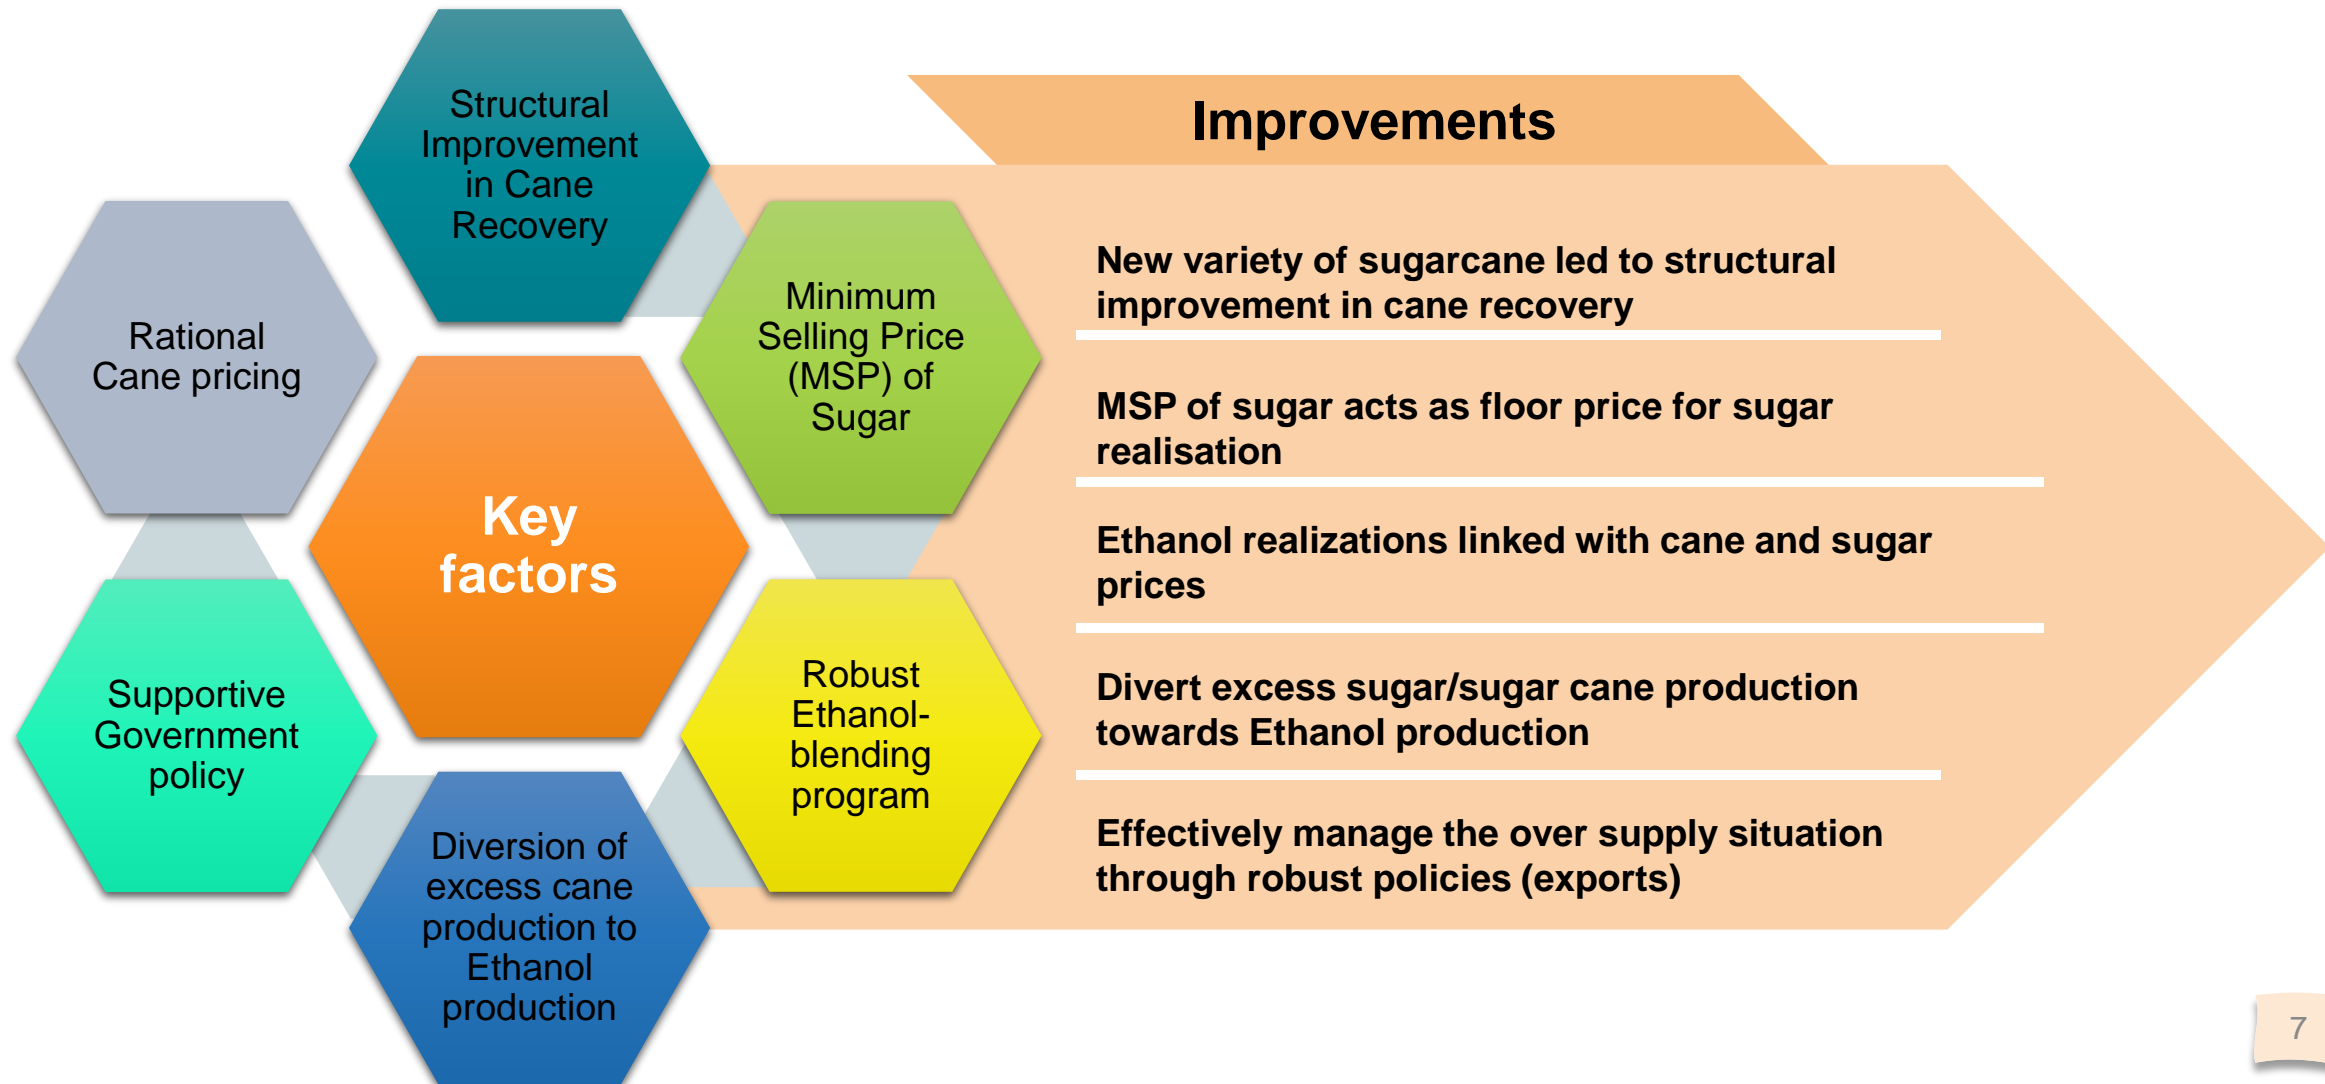 Structural
Improvement
in Cane
Recovery
Rational
Cane pricing
Minimum
Selling Price
(MSP) of
Sugar
Key
factors
Supportive
Government
policy
Robust
Ethanol-
blending
program
Diversion of
excess cane
production to
Ethanol
production
Improvements
New variety of sugarcane led to structural
improvement in cane recovery
MSP of sugar acts as floor price for sugar
realisation
Ethanol realizations linked with cane and sugar
prices
Divert excess sugar/sugar cane production
towards Ethanol production
Effectively manage the over supply situation
through robust policies (exports)
7